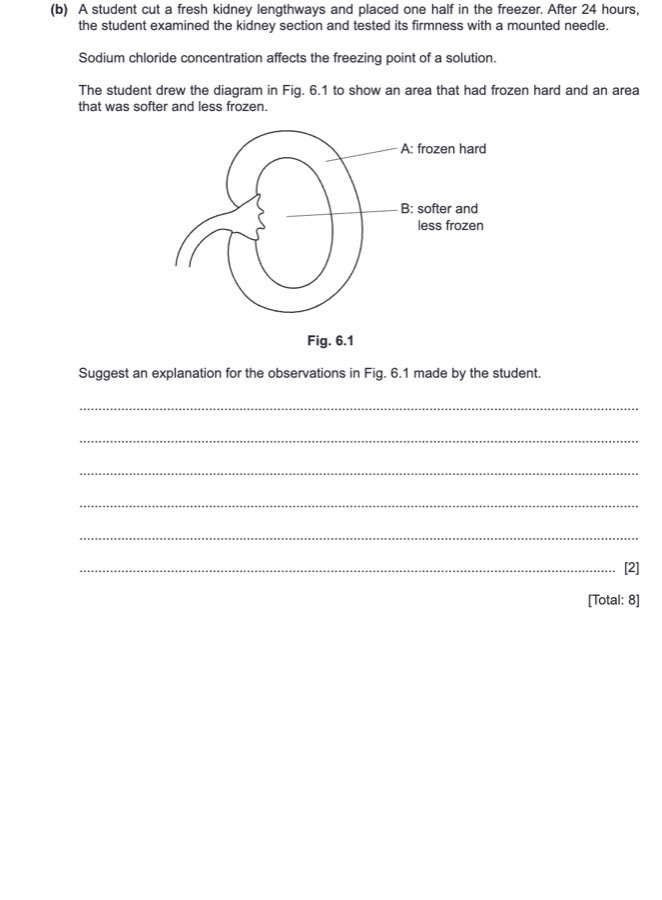 (b) A student cut a fresh kidney lengthways and placed one half in the freezer. After 24 hours,
the student examined the kidney section and tested its firmness with a mounted needle.
Sodium chloride concentration affects the freezing point of a solution.
The student drew the diagram in Fig. 6.1 to show an area that had frozen hard and an area
that was softer and less frozen.
A: frozen hard
B: softer and
less frozen
Fig. 6.1
Suggest an explanation for the observations in Fig. 6.1 made by the student.
[2]
[Total: 8]